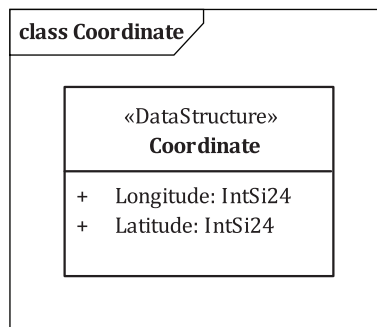 class Coordinate
«DataStructure»
Coordinate
+ Longitude: IntSi24
+ Latitude: IntSi24